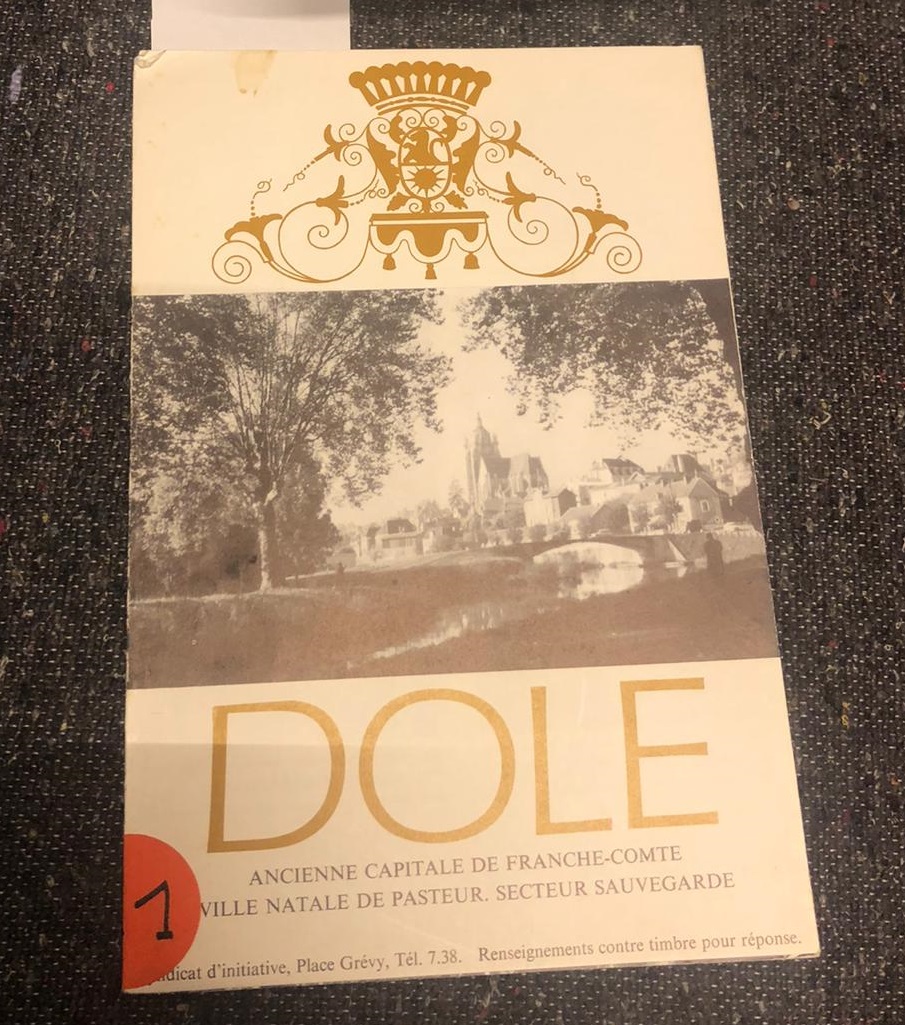 DOLE
ANCIENNE CAPITALE DE FRANCHE-COMTE
VILLE NATALE DE PASTEUR. SECTEUR SAUVEGARDE
1
d'initiative, Place Grévy, Tél. 7.38. Renseignements contre timbre pour réponse.